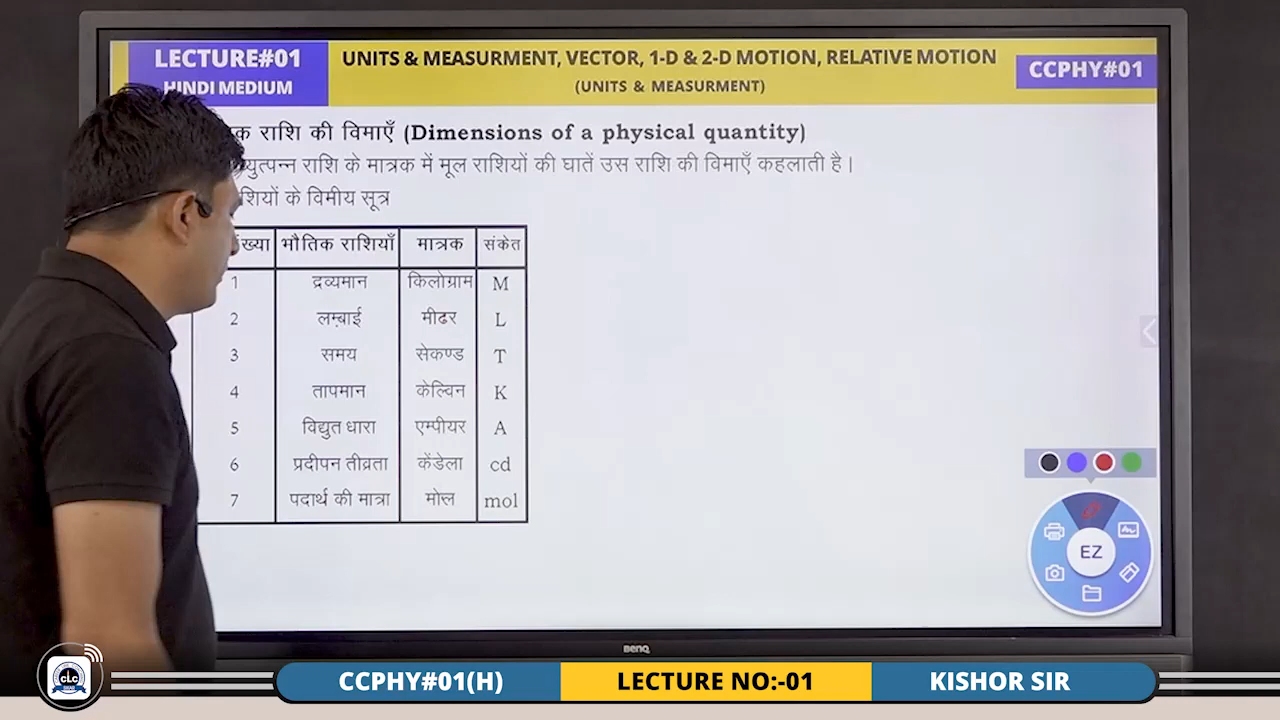 LECTURE#01
HINDI MEDIUM
UNITS & MEASURMENT, VECTOR, 1-D & 2-D MOTION, RELATIVE MOTION
(UNITS & MEASURMENT)
CCPHY#01
राशि की विमाएँ (Dimensions of a physical quantity)
राशि के मात्रक में मूल राशियों की घातें उस राशि की विमाएँ कहलाती है।
के विमीय सूत्र
भौतिक राशियाँ मात्रक संकेत
1 द्रव्यमान किलोग्राम M
2 लम्बाई मीटर L
3 समय सेकण्ड T
4 तापमान केल्विन K
5 विद्युत धारा एम्पीयर A
6 प्रदीपन तीव्रता केंडेला cd
7 पदार्थ की मात्रा मोल mol
EZ
BenQ
CLC
SIKAR
CCPHY#01(H)
LECTURE NO:-01
KISHOR SIR